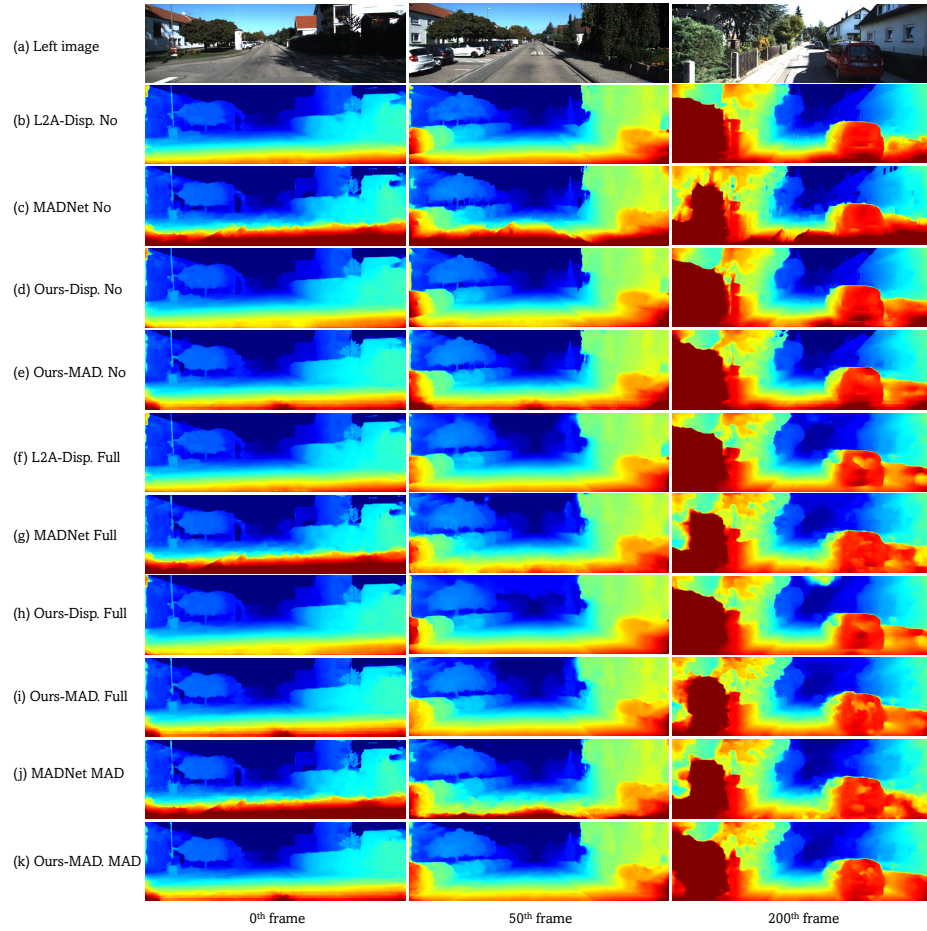 (a) Left image
(b) L2A-Disp. No
(c) MADNet No
(d) Ours-Disp. No
(e) Ours-MAD. No
(f) L2A-Disp. Full
(g) MADNet Full
(h) Ours-Disp. Full
(i) Ours-MAD. Full
(j) MADNet MAD
(k) Ours-MAD. MAD
0th frame 50th frame 200th frame